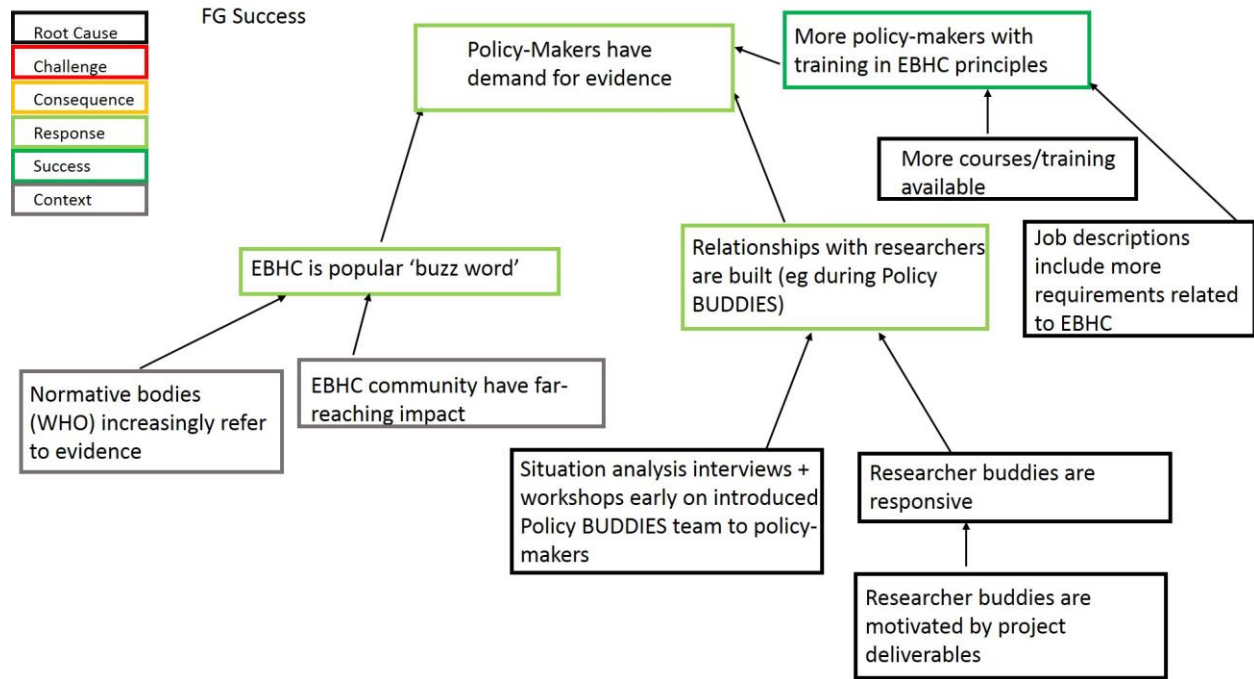 FG Success
Root Cause
Challenge
Consequence
Response
Success
Context
Policy-Makers have
demand for evidence
More policy-makers with
training in EBHC principles
More courses/training
available
Job descriptions
include more
requirements related
to EBHC
EBHC is popular ‘buzz word’
Relationships with researchers
are built (eg during Policy
BUDDIES)
Normative bodies
(WHO) increasingly refer
to evidence
EBHC community have far-
reaching impact
Situation analysis interviews +
workshops early on introduced
Policy BUDDIES team to policy-
makers
Researcher buddies are
responsive
Researcher buddies are
motivated by project
deliverables